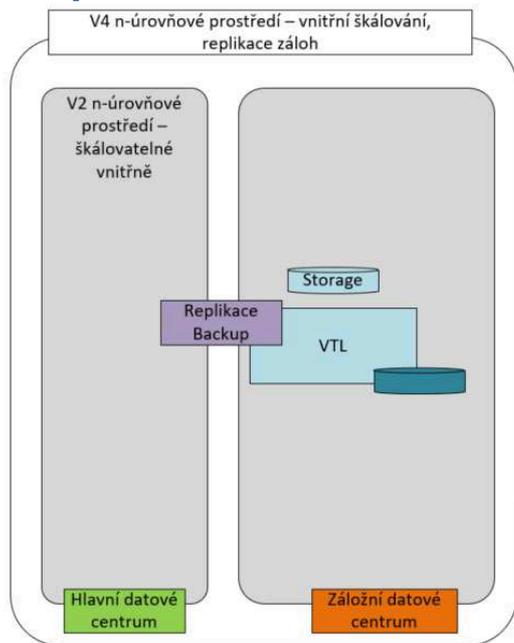 V4 n-úrovňové prostředí – vnitřní škálování,
replikace záloh
V2 n-úrovňové
prostředí –
škálovatelné
vnitřně
Storage
Replikace
Backup
VTL
Hlavní datové
centrum
Záložní datové
centrum